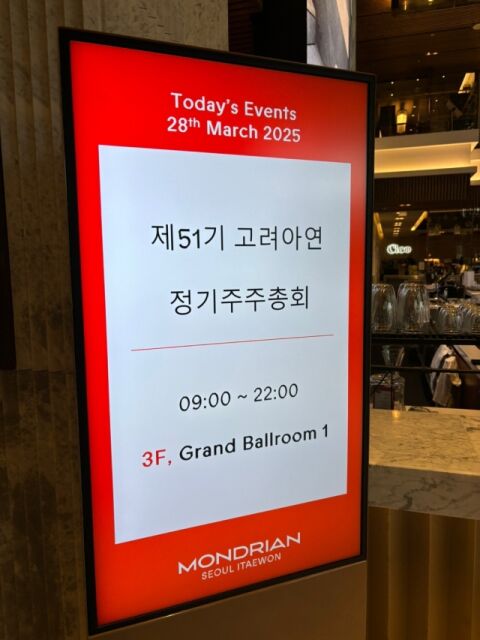 Today's Events
28th March 2025
제51기 고려아연
정기주주총회
09:00 ~ 22:00
3F, Grand Ballroom 1
MONDRIAN
SEOUL ITAEWON